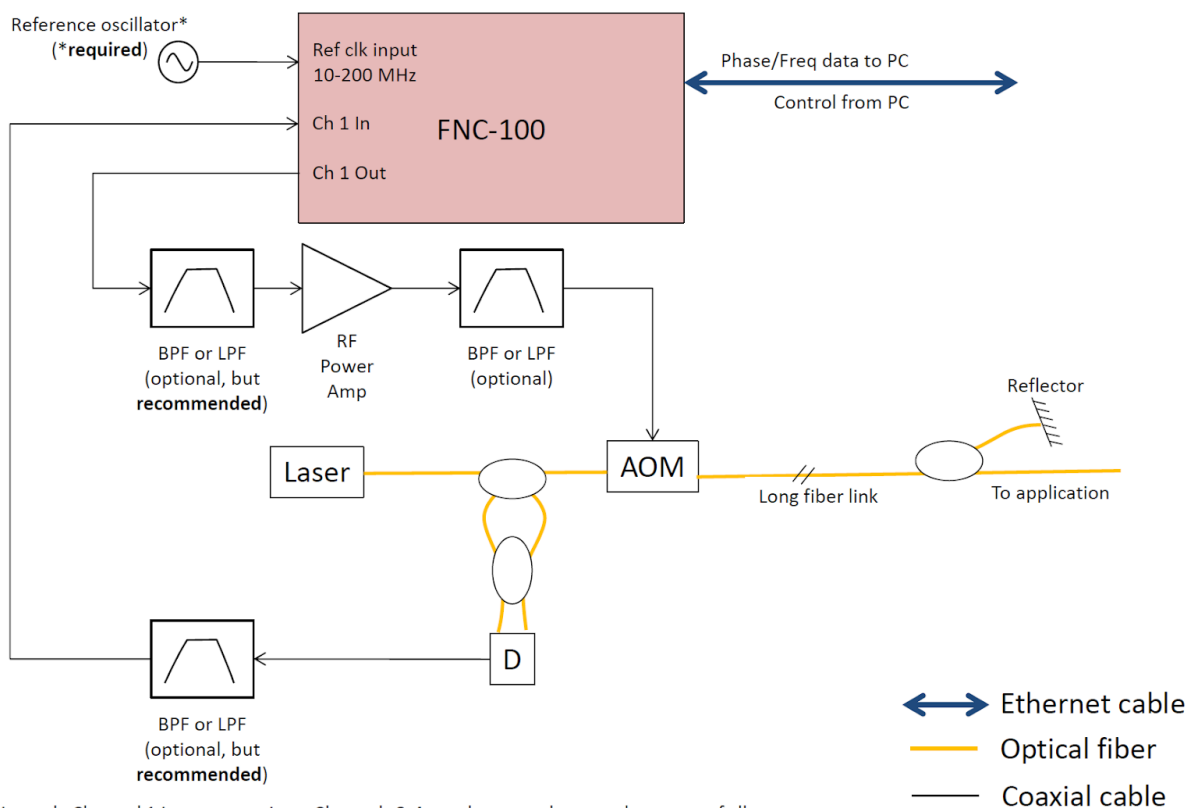 Reference oscillator*
(*required)
Ref clk input
10-200 MHz
Ch 1 In
FNC-100
Ch 1 Out
Phase/Freq data to PC
Control from PC
BPF or LPF
(optional, but
recommended)
RF
Power
Amp
BPF or LPF
(optional)
Reflector
Laser
AOM
Long fiber link
To application
D
BPF or LPF
(optional, but
recommended)
Ethernet cable
Optical fiber
Coaxial cable